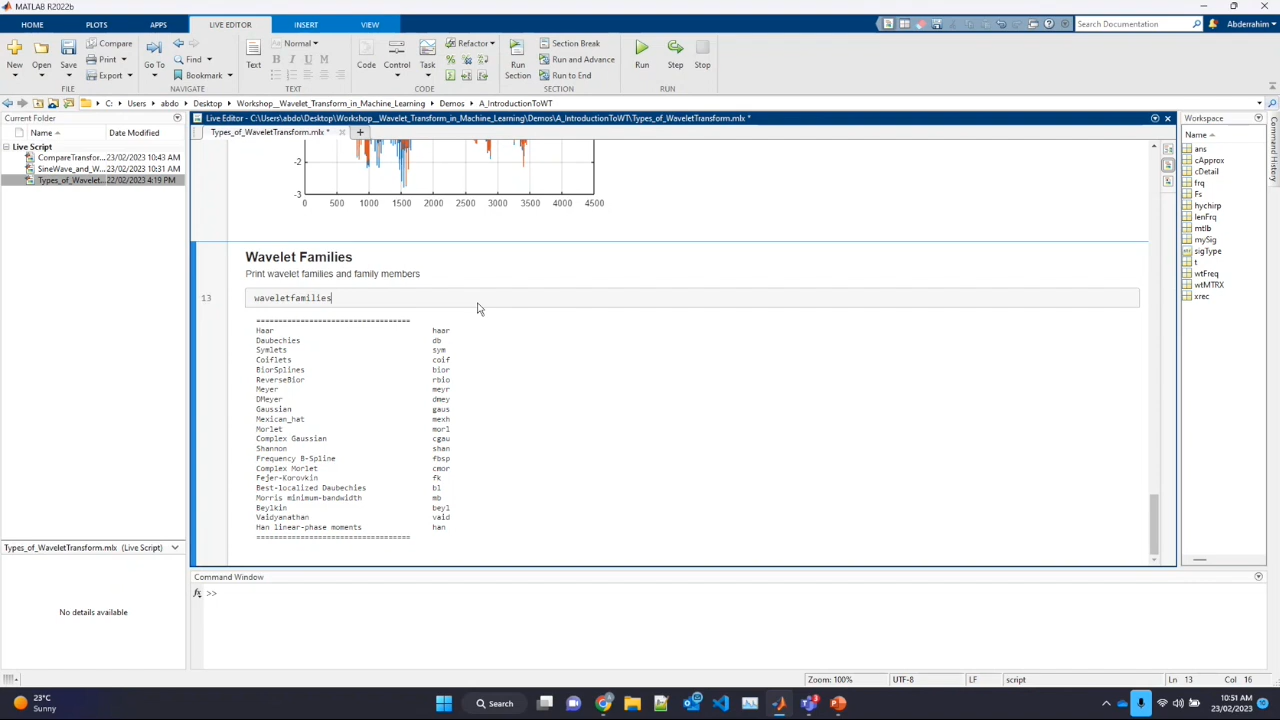 MATLAB R2022b
HOME PLOTS APPS LIVE EDITOR INSERT VIEW Search Documentation Abderrahim
New Open Save Compare Print Export Go To Find Bookmark Text Normal B I U M Code Control Task Refactor Run Section Section Break Run and Advance Run to End Run Step Stop
FILE NAVIGATE TEXT CODE SECTION RUN
C: Users abdo Desktop Workshop__Wavelet_Transform_in_Machine_Learning Demos A_IntroductionToWT
Current Folder
Name Date Modified
Live Script
CompareTransfor... 23/02/2023 10:43 AM
SineWave_and_W... 23/02/2023 10:31 AM
Types_of_Wavelet... 22/02/2023 4:19 PM
Live Editor - C:\Users\abdo\Desktop\Workshop__Wavelet_Transform_in_Machine_Learning\Demos\A_IntroductionToWT\Types_of_WaveletTransform.mlx *
Types_of_WaveletTransform.mlx *
-2
-3
0 500 1000 1500 2000 2500 3000 3500 4000 4500
Wavelet Families
Print wavelet families and family members
13 waveletfamilies
===================================
Haar haar
Daubechies db
Symlets sym
Coiflets coif
BiorSplines bior
ReverseBior rbio
Meyer meyr
DMeyer dmey
Gaussian gaus
Mexican_hat mexh
Morlet morl
Complex Gaussian cgau
Shannon shan
Frequency B-Spline fbsp
Complex Morlet cmor
Fejer-Korovkin fk
Best-localized Daubechies bl
Morris minimum-bandwidth mb
Beylkin beyl
Vaidyanathan vaid
Han linear-phase moments han
===================================
Workspace
Name
ans
cApprox
cDetail
frq
Fs
hychirp
lenFrq
mtlb
mySig
sigType
t
wtFreq
wtMTRX
xrec
Command History
Types_of_WaveletTransform.mlx (Live Script)
No details available
Command Window
fx >>
Zoom: 100% UTF-8 LF script Ln 13 Col 16
23°C
Sunny
Search
10:51 AM
23/02/2023